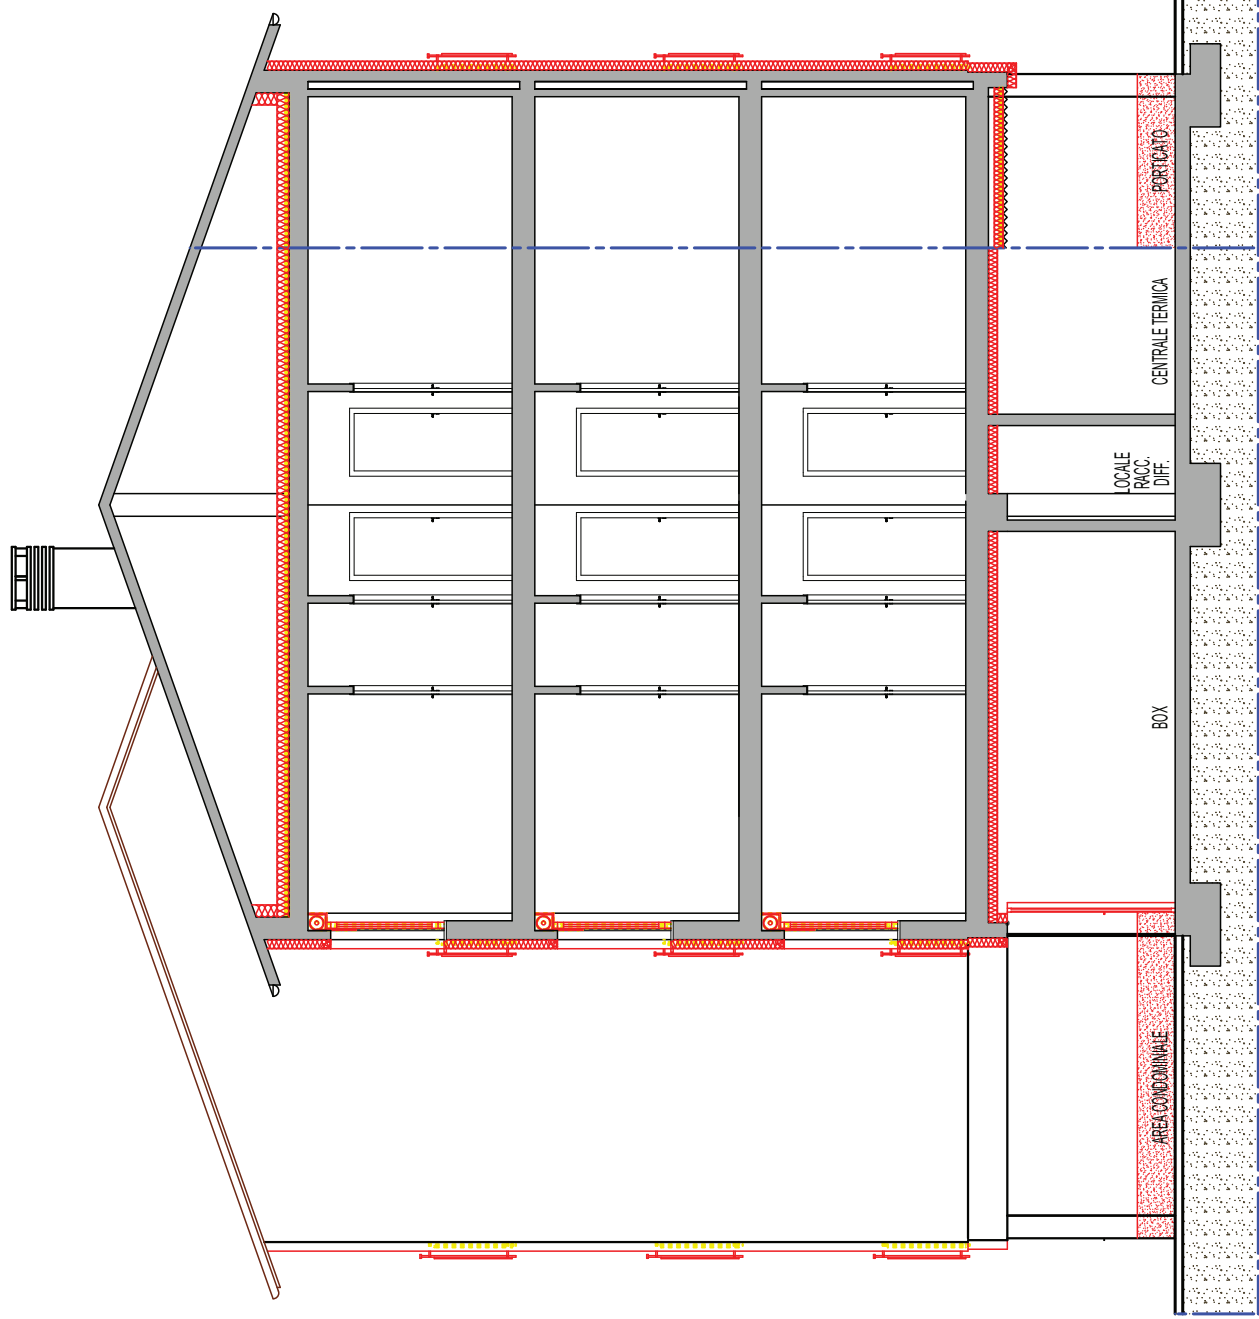 PORTICATO
CENTRALE TERMICA
LOCALE
RACC.
DIFF.
BOX
AREA CONDOMINIALE